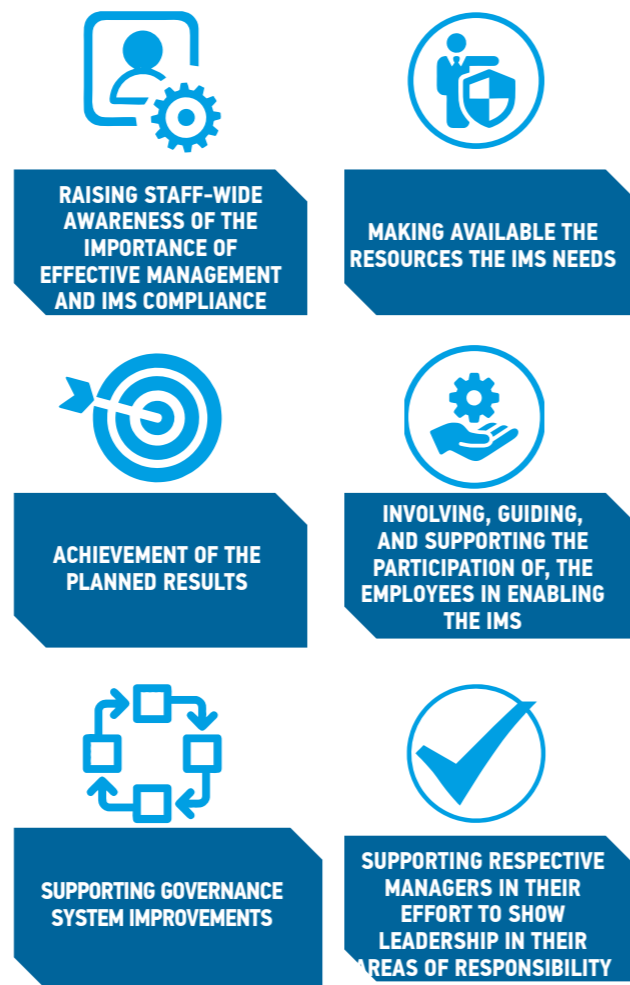 RAISING STAFF-WIDE
AWARENESS OF THE
IMPORTANCE OF
EFFECTIVE MANAGEMENT
AND IMS COMPLIANCE
MAKING AVAILABLE THE
RESOURCES THE IMS NEEDS
ACHIEVEMENT OF THE
PLANNED RESULTS
INVOLVING, GUIDING,
AND SUPPORTING THE
PARTICIPATION OF, THE
EMPLOYEES IN ENABLING
THE IMS
SUPPORTING GOVERNANCE
SYSTEM IMPROVEMENTS
SUPPORTING RESPECTIVE
MANAGERS IN THEIR
EFFORT TO SHOW
LEADERSHIP IN THEIR
AREAS OF RESPONSIBILITY